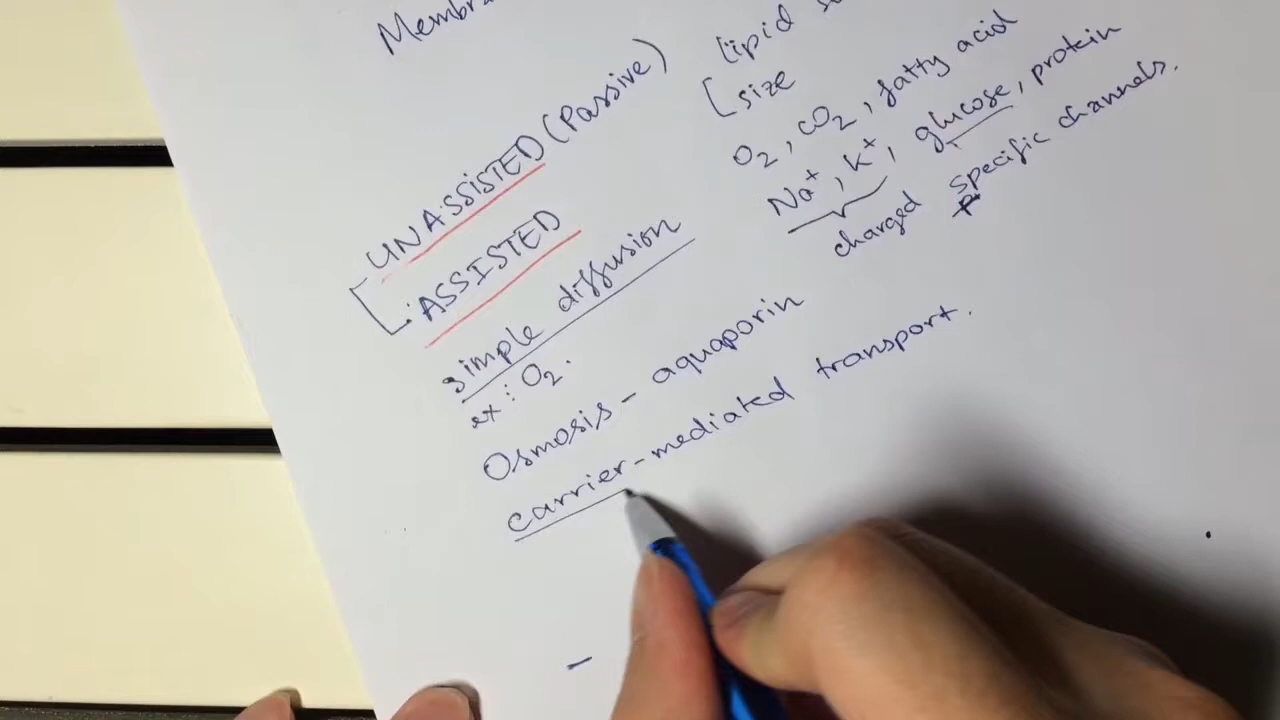 UNASSISTED (Passive)
ASSISTED
simple diffusion
ex: O2.
Osmosis - aquaporin
carrier-mediated transport.
lipid
size
O2, CO2, fatty acid
Na+, K+, glucose, protein
charged specific channels.